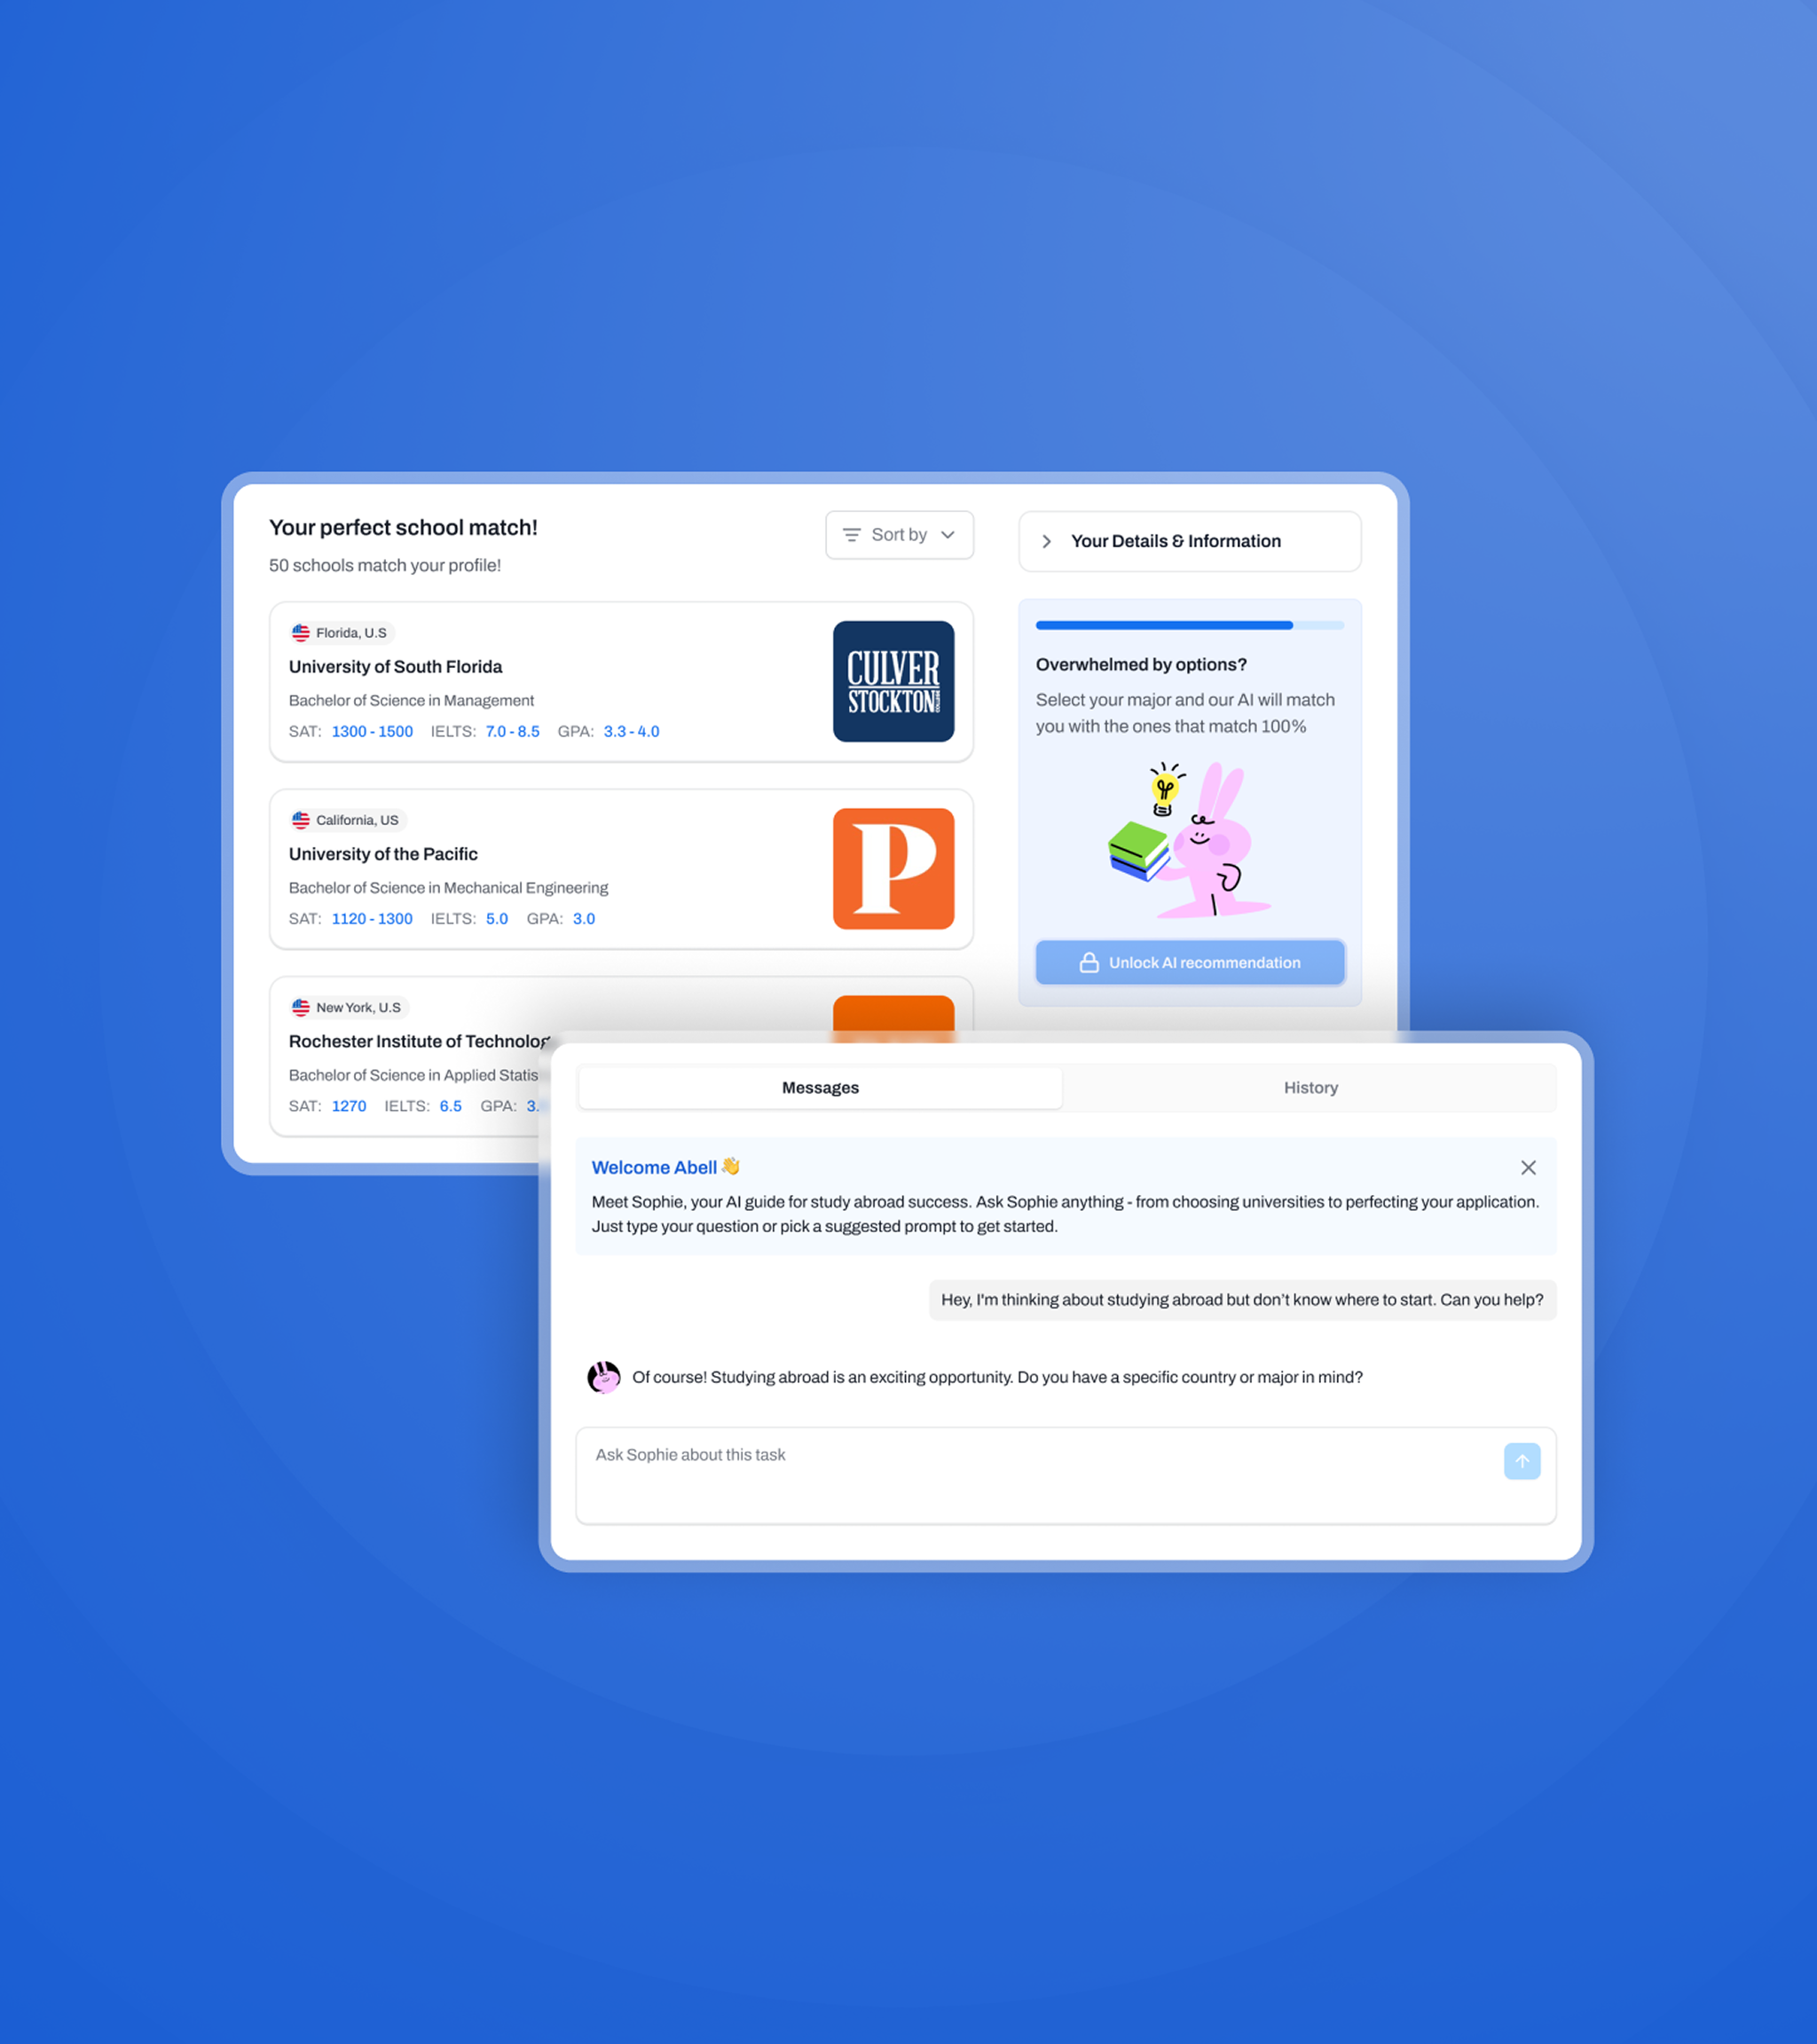 Your perfect school match!
50 schools match your profile!
Sort by
Florida, U.S
University of South Florida
Bachelor of Science in Management
SAT: 1300 - 1500 IELTS: 7.0 - 8.5 GPA: 3.3 - 4.0
CULVER
STOCKTON
California, US
University of the Pacific
Bachelor of Science in Mechanical Engineering
SAT: 1120 - 1300 IELTS: 5.0 GPA: 3.0
P
New York, U.S
Rochester Institute of Technolog
Bachelor of Science in Applied Statis
SAT: 1270 IELTS: 6.5 GPA: 3.
Your Details & Information
Overwhelmed by options?
Select your major and our AI will match
you with the ones that match 100%
Unlock AI recommendation
Messages
History
Welcome Abell 👋
Meet Sophie, your AI guide for study abroad success. Ask Sophie anything - from choosing universities to perfecting your application.
Just type your question or pick a suggested prompt to get started.
Hey, I'm thinking about studying abroad but don't know where to start. Can you help?
Of course! Studying abroad is an exciting opportunity. Do you have a specific country or major in mind?
Ask Sophie about this task